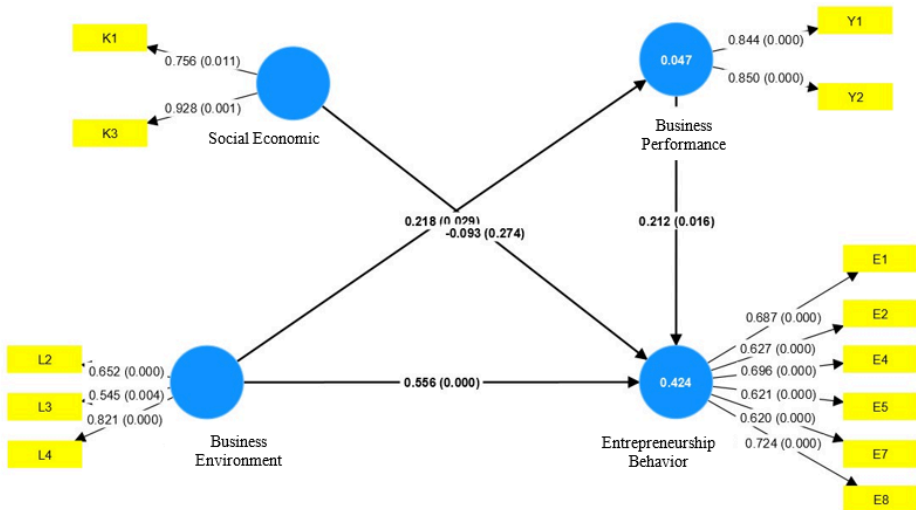 K1
0.756 (0.011)
K3
0.928 (0.001)
Social Economic
0.047
Business
Performance
Y1
0.844 (0.000)
0.850 (0.000)
Y2
0.218 (0.029)
-0.093 (0.274)
0.212 (0.016)
L2
0.652 (0.000)
L3
0.545 (0.004)
0.821 (0.000)
L4
Business
Environment
0.556 (0.000)
0.424
Entrepreneurship
Behavior
E1
0.687 (0.000)
E2
0.627 (0.000)
0.696 (0.000)
E4
0.621 (0.000)
E5
0.620 (0.000)
E7
0.724 (0.000)
E8